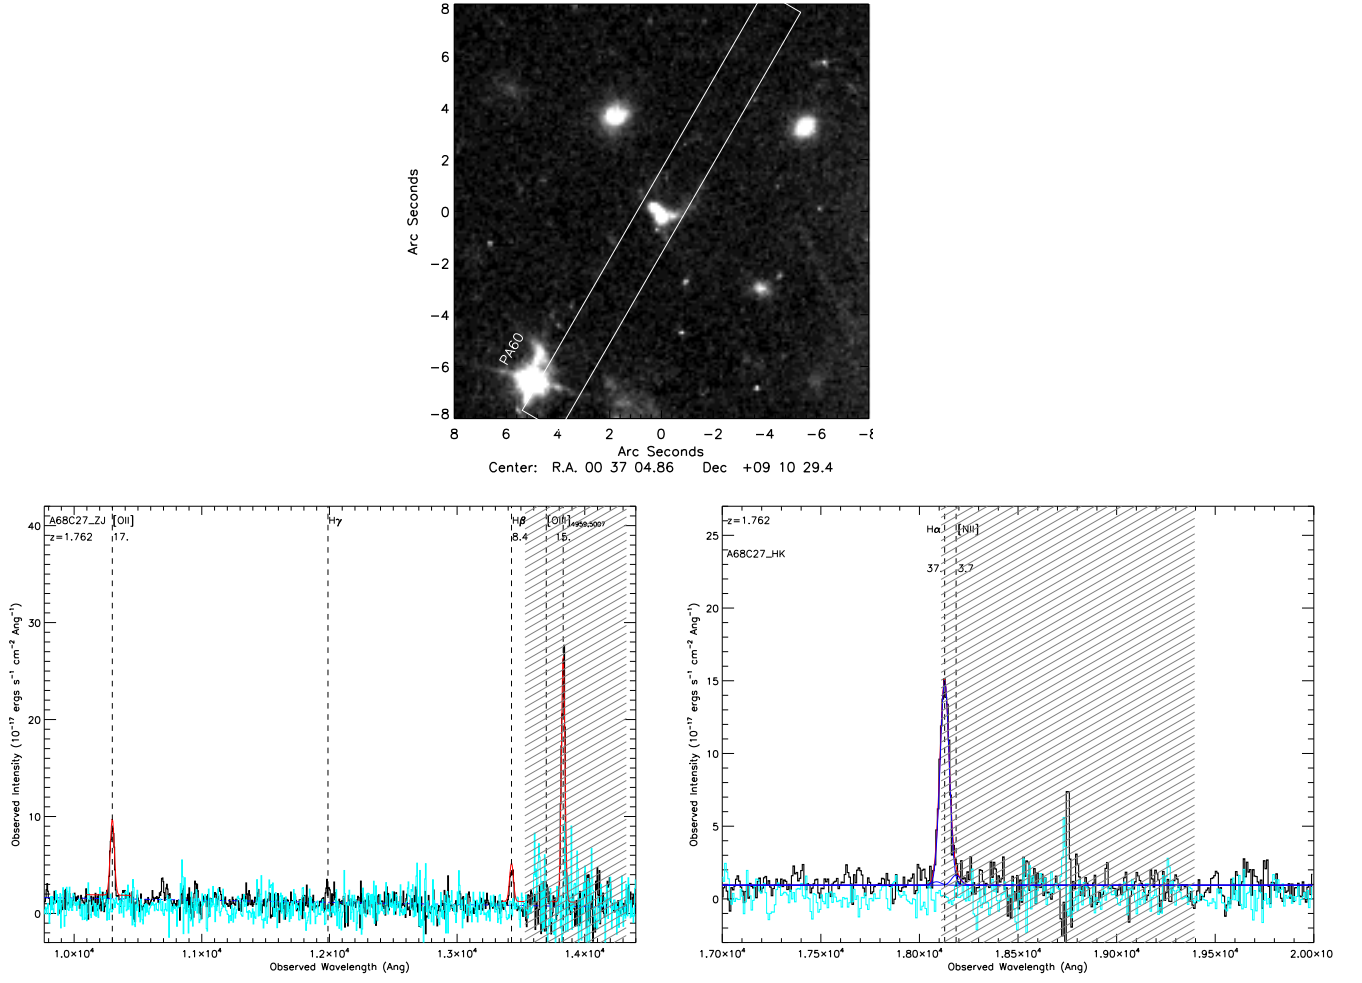 8
6
4
2
0
−2
−4
−6
−8
Arc Seconds
PA60
8 6 4 2 0 −2 −4 −6 −8
Arc Seconds
Center: R.A. 00 37 04.86 Dec +09 10 29.4
A68C27_ZJ [OII] Hγ Hβ [OIII]4959,5007
z=1.762 17. 8.4 15.
40
30
20
10
0
Observed Intensity (10⁻¹⁷ ergs s⁻¹ cm⁻² Ang⁻¹)
1.0×10⁴ 1.1×10⁴ 1.2×10⁴ 1.3×10⁴ 1.4×10⁴
Observed Wavelength (Ang)
z=1.762
Hα [NII]
A68C27_HK
37. 3.7
25
20
15
10
5
0
Observed Intensity (10⁻¹⁷ ergs s⁻¹ cm⁻² Ang⁻¹)
1.70×10⁴ 1.75×10⁴ 1.80×10⁴ 1.85×10⁴ 1.90×10⁴ 1.95×10⁴ 2.00×10
Observed Wavelength (Ang)